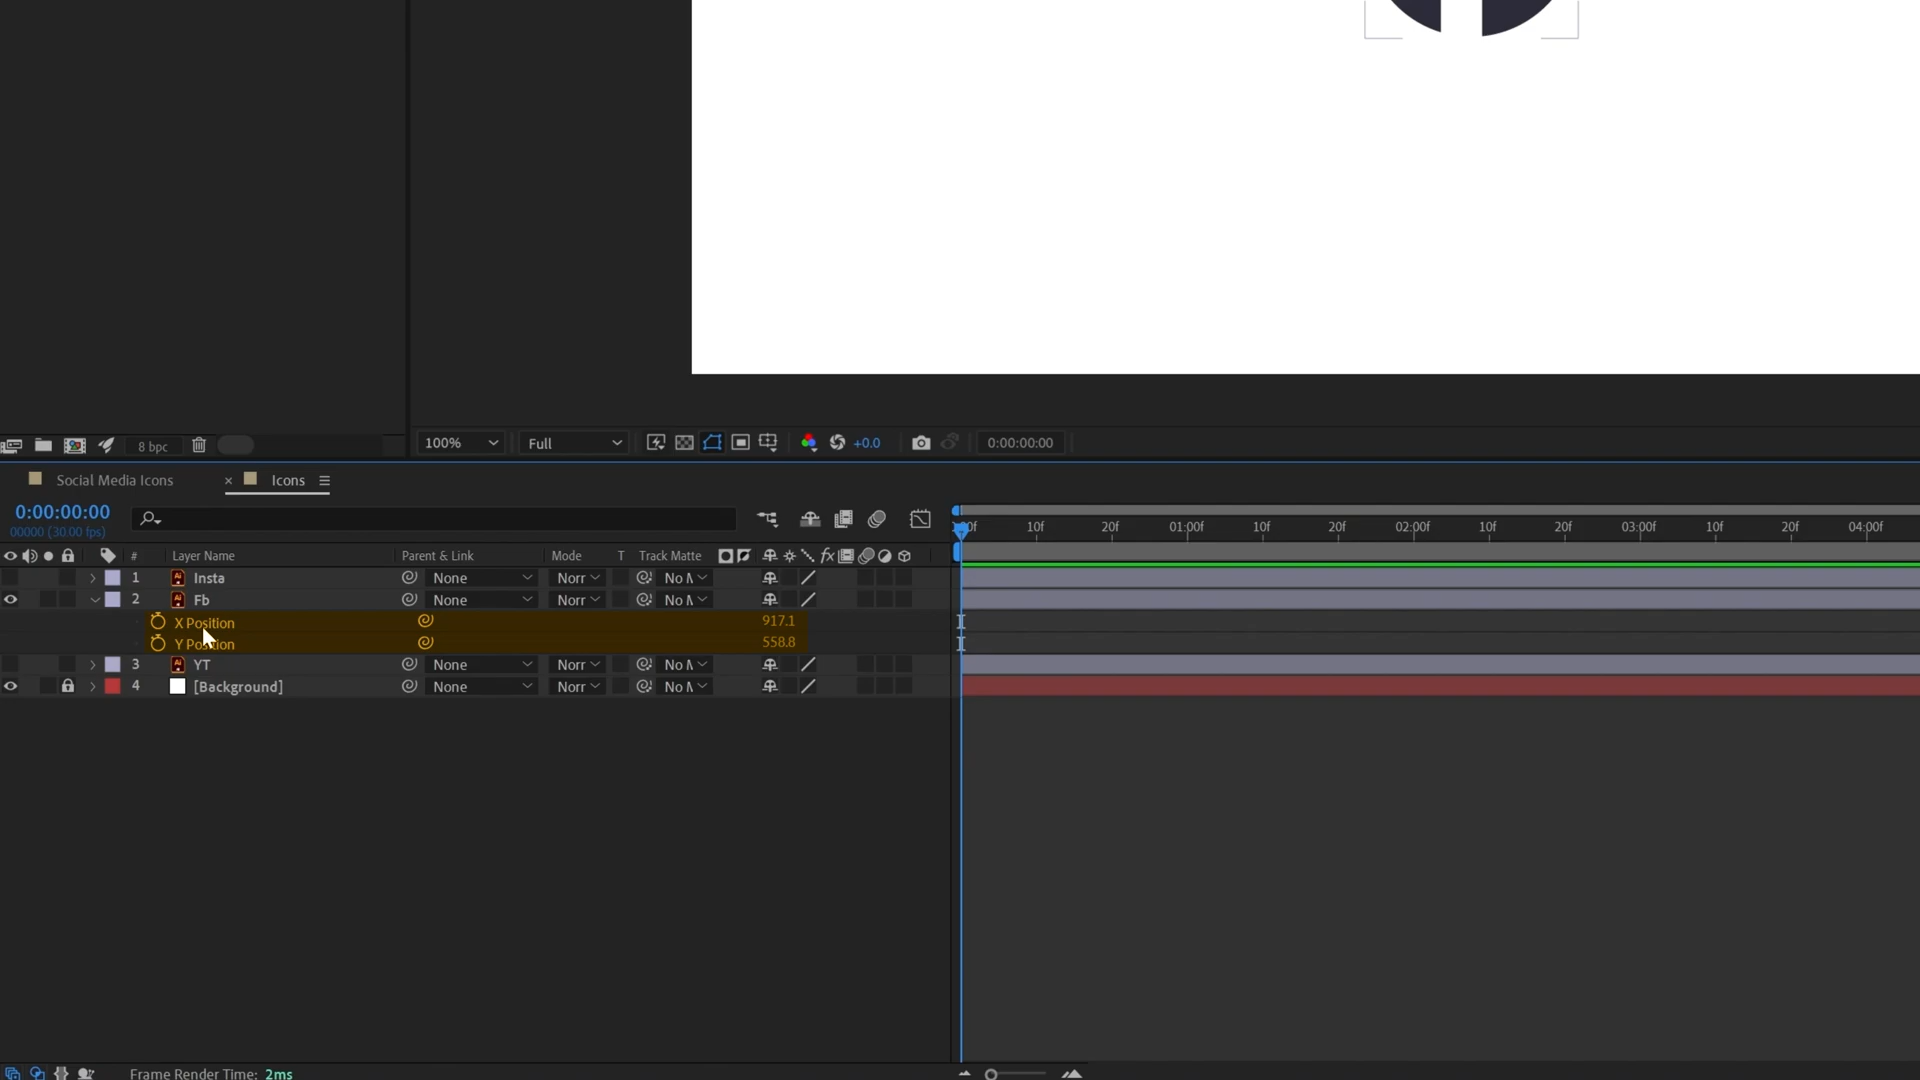 8 bpc
100% Full +0.0 0:00:00:00
Social Media Icons × Icons
0:00:00:00
00000 (30.00 fps)
10f 20f 01:00f 10f 20f 02:00f 10f 20f 03:00f 10f 20f 04:00f
# Layer Name Parent & Link Mode T Track Matte fx
1 Insta None Norr No
2 Fb None Norr No
X Position 917.1
Y Position 558.8
3 YT None Norr No
4 [Background] None Norr No
Frame Render Time: 2ms